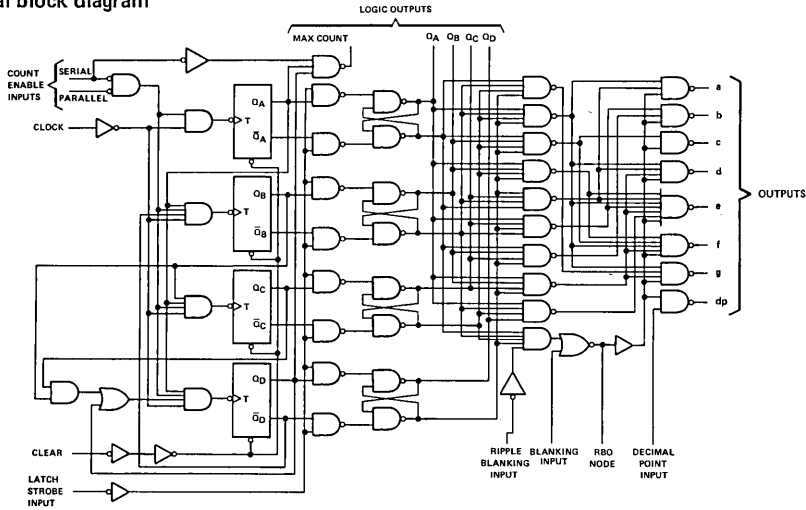 al block diagram
LOGIC OUTPUTS
MAX COUNT
QA QB QC QD
COUNT
ENABLE
INPUTS
SERIAL
PARALLEL
CLOCK
T
QA
Q̅A
T
QB
Q̅B
T
QC
Q̅C
T
QD
Q̅D
CLEAR
LATCH
STROBE
INPUT
a
b
c
d
e
f
g
dp
OUTPUTS
RIPPLE
BLANKING
INPUT
BLANKING
INPUT
RBO
NODE
DECIMAL
POINT
INPUT